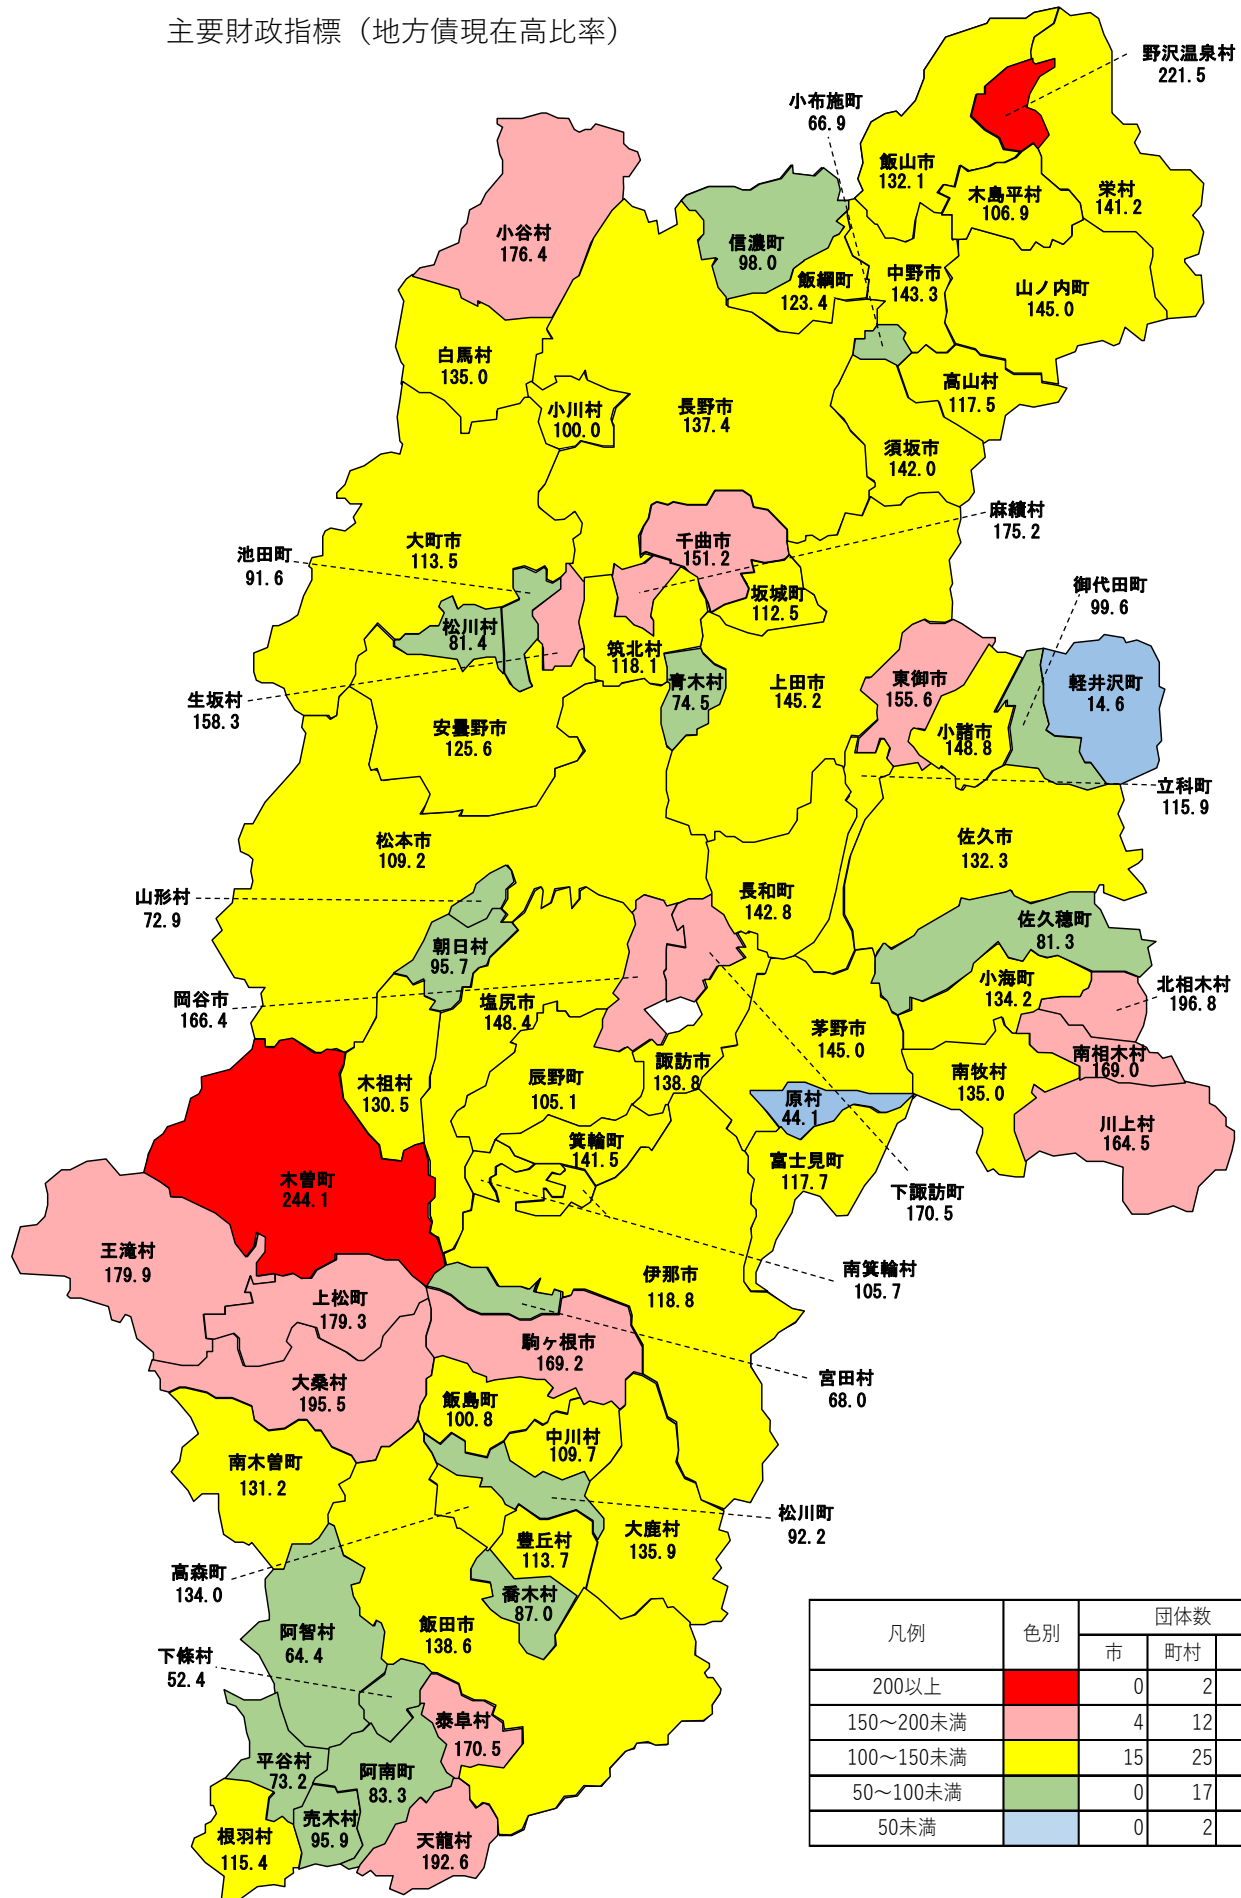 主要財政指標（地方債現在高比率）
野沢温泉村
221.5
小布施町
66.9
飯山市
132.1
木島平村
106.9
栄村
141.2
小谷村
176.4
信濃町
98.0
飯綱町
123.4
中野市
143.3
山ノ内町
145.0
白馬村
135.0
小川村
100.0
長野市
137.4
高山村
117.5
須坂市
142.0
麻績村
175.2
大町市
113.5
千曲市
151.2
池田町
91.6
坂城町
112.5
御代田町
99.6
松川村
81.4
筑北村
118.1
青木村
74.5
上田市
145.2
東御市
155.6
軽井沢町
14.6
生坂村
158.3
安曇野市
125.6
小諸市
148.8
立科町
115.9
松本市
109.2
佐久市
132.3
山形村
72.9
長和町
142.8
朝日村
95.7
佐久穂町
81.3
岡谷市
166.4
塩尻市
148.4
小海町
134.2
北相木村
196.8
茅野市
145.0
諏訪市
138.8
南相木村
169.0
木祖村
130.5
辰野町
105.1
南牧村
135.0
原村
44.1
川上村
164.5
箕輪町
141.5
富士見町
117.7
木曽町
244.1
下諏訪町
170.5
王滝村
179.9
南箕輪村
105.7
伊那市
118.8
上松町
179.3
駒ヶ根市
169.2
宮田村
68.0
大桑村
195.5
飯島町
100.8
中川村
109.7
南木曽町
131.2
松川町
92.2
大鹿村
135.9
豊丘村
113.7
高森町
134.0
喬木村
87.0
飯田市
138.6
阿智村
64.4
下條村
52.4
泰阜村
170.5
平谷村
73.2
阿南町
83.3
売木村
95.9
根羽村
115.4
天龍村
192.6
凡例 色別 団体数
市 町村
200以上 0 2
150～200未満 4 12
100～150未満 15 25
50～100未満 0 17
50未満 0 2